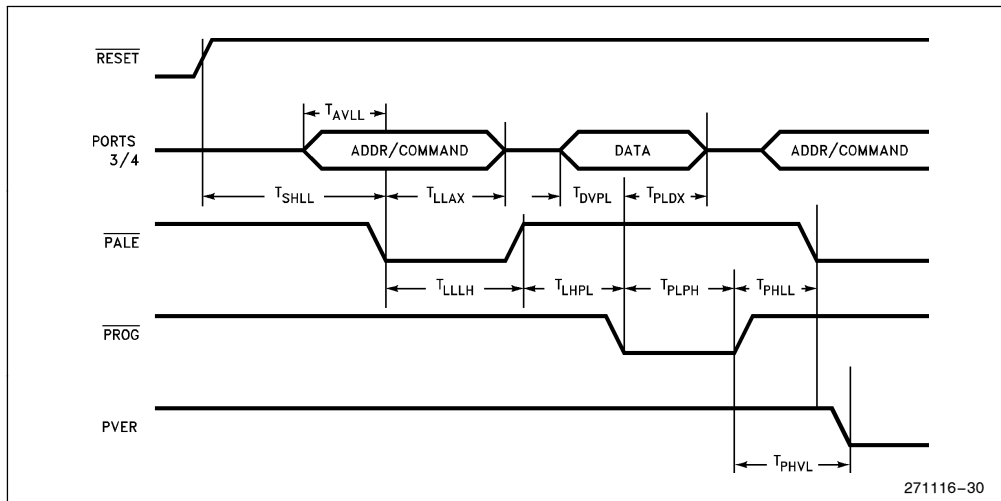 RESET
T_AVLL
PORTS
3/4
ADDR/COMMAND
DATA
ADDR/COMMAND
T_SHLL
T_LLAX
T_DVPL
T_PLDX
PALE
T_LLLH
T_LHPL
T_PLPH
T_PHLL
PROG
PVER
T_PHVL
271116–30